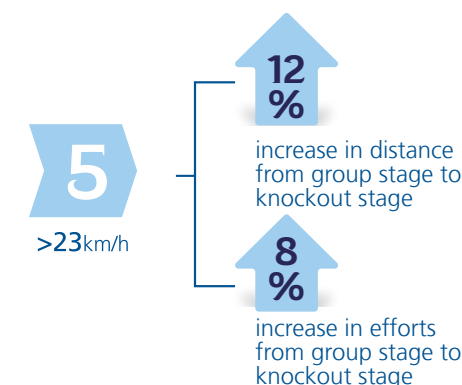 5
>23km/h
12
%
increase in distance
from group stage to
knockout stage
8
%
increase in efforts
from group stage to
knockout stage